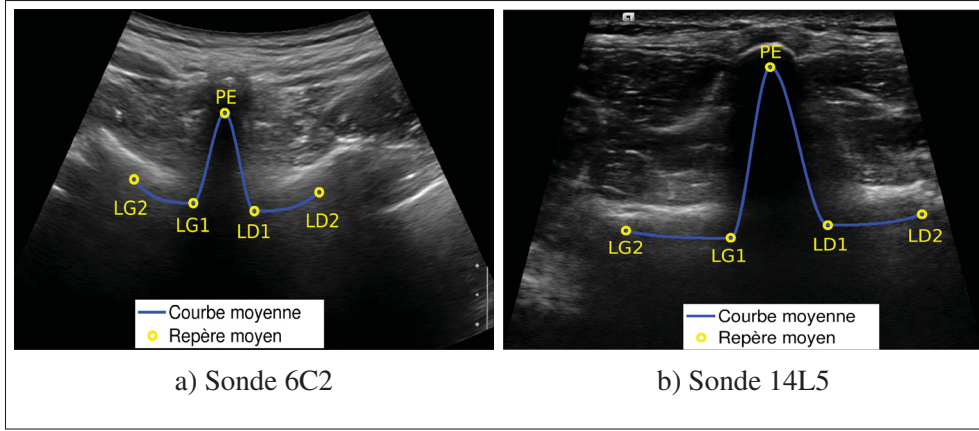 PE
LG2
LG1
LD1
LD2
Courbe moyenne
Repère moyen
a) Sonde 6C2
PE
LG2
LG1
LD1
LD2
Courbe moyenne
Repère moyen
b) Sonde 14L5